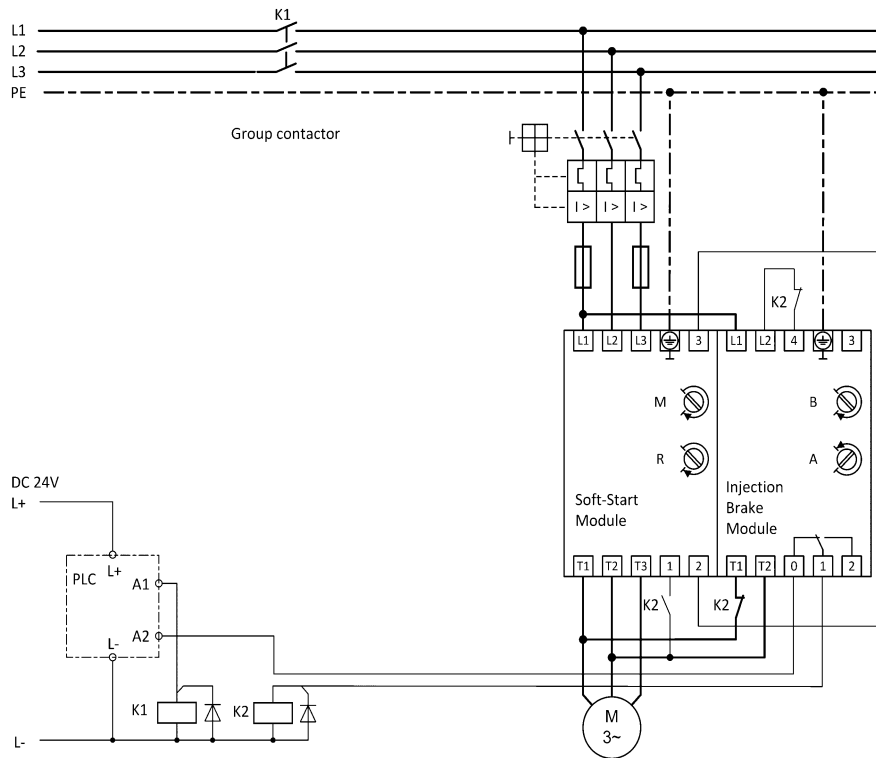 K1
L1
L2
L3
PE
Group contactor
I > I > I >
K2
L1 L2 L3 3 L1 L2 4 3
M B
R A
DC 24V
L+
Soft-Start
Module
Injection
Brake
Module
L+
PLC A1
T1 T2 T3 1 2 T1 T2 0 1 2
K2 K2
A2
L-
K1 K2
M
3~
L-